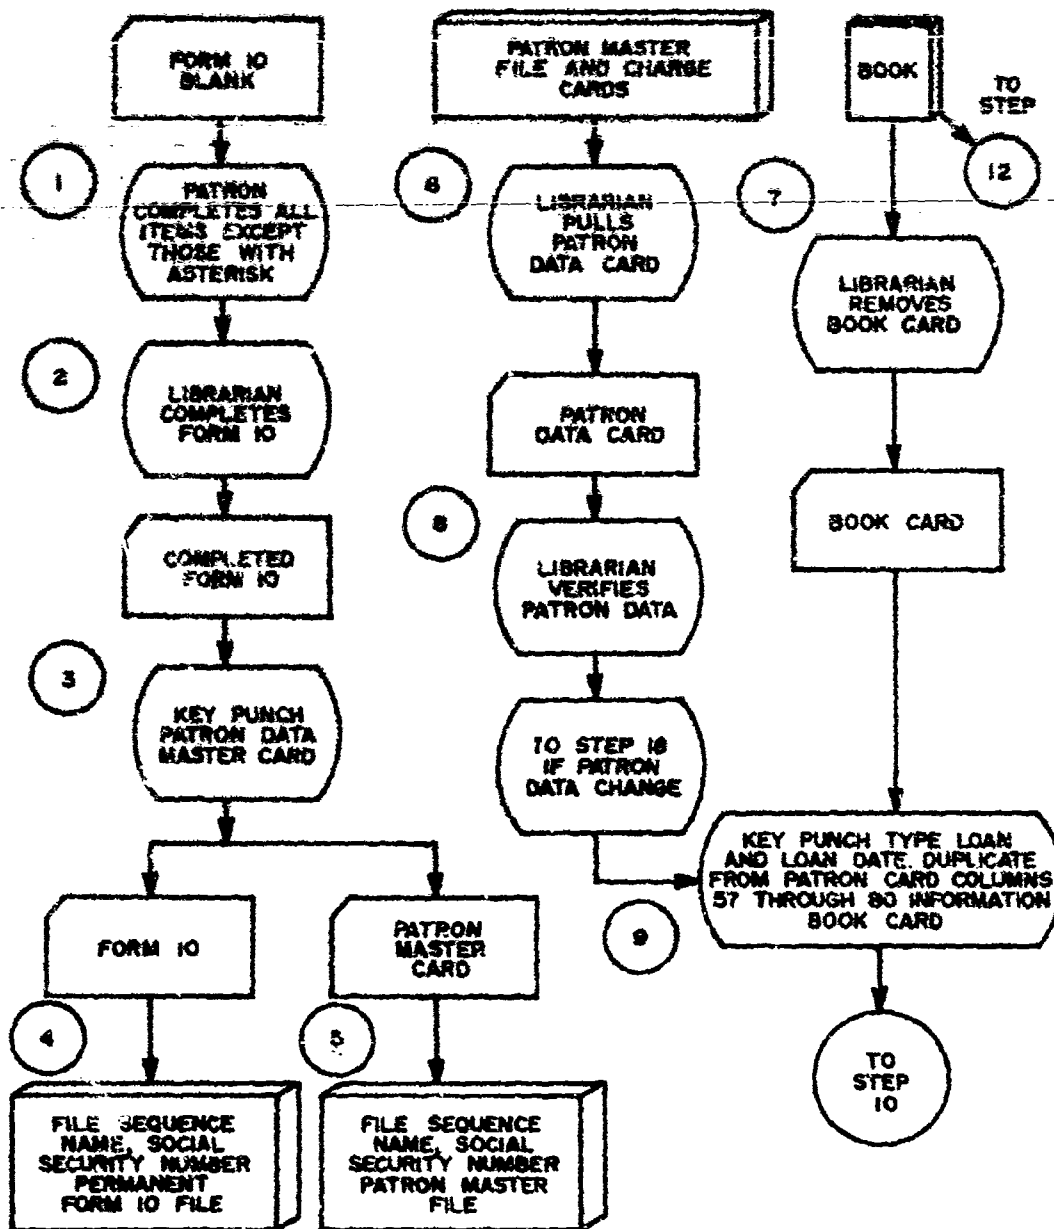 FORM 10
BLANK
1
PATRON
COMPLETES ALL
ITEMS EXCEPT
THOSE WITH
ASTERISK
2
LIBRARIAN
COMPLETES
FORM 10
COMPLETED
FORM 10
3
KEY PUNCH
PATRON DATA
MASTER CARD
FORM 10
PATRON
MASTER
CARD
4
FILE SEQUENCE
NAME, SOCIAL
SECURITY NUMBER
PERMANENT
FORM 10 FILE
5
FILE SEQUENCE
NAME, SOCIAL
SECURITY NUMBER
PATRON MASTER
FILE
PATRON MASTER
FILE AND CHARGE
CARDS
6
LIBRARIAN
PULLS
PATRON
DATA CARD
PATRON
DATA CARD
8
LIBRARIAN
VERIFIES
PATRON DATA
TO STEP 18
IF PATRON
DATA CHANGE
BOOK
TO
STEP
12
7
LIBRARIAN
REMOVES
BOOK CARD
BOOK CARD
9
KEY PUNCH TYPE LOAN
AND LOAN DATE. DUPLICATE
FROM PATRON CARD COLUMNS
57 THROUGH 80 INFORMATION
BOOK CARD
TO
STEP
10